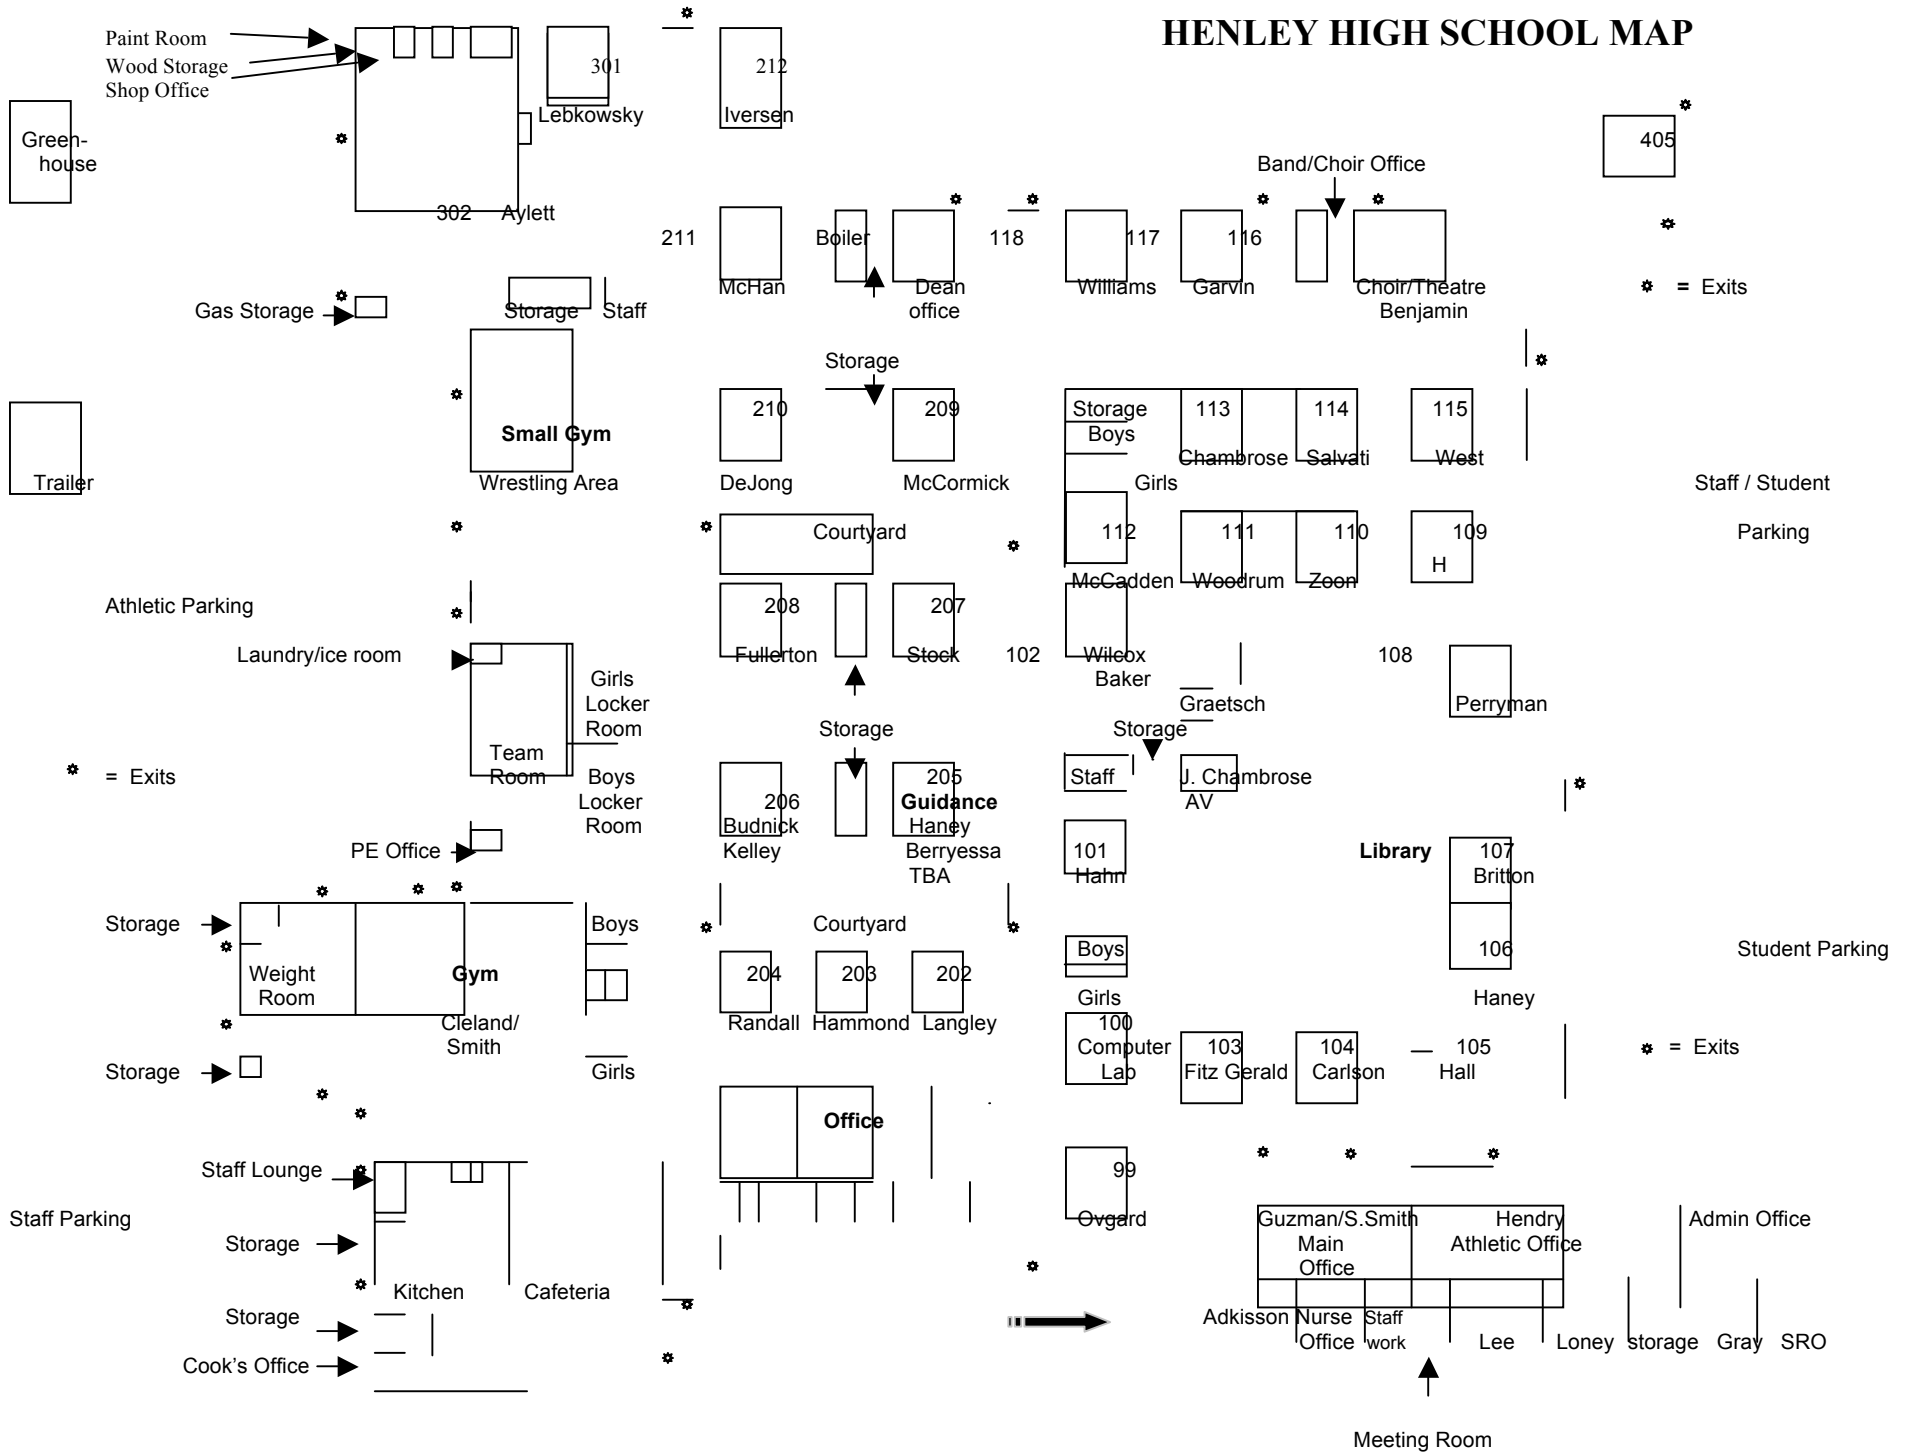 HENLEY HIGH SCHOOL MAP
Paint Room
Wood Storage
Shop Office
301
212
Lebkowsky
Iversen
Green-
house
405
Band/Choir Office
302 Aylett
211
Boiler
118
117
116
McHan
Dean
office
Williams
Garvin
Choir/Theatre
Benjamin
= Exits
Gas Storage
Storage
Staff
Storage
210
209
Storage
Boys
113
114
115
Small Gym
Chambrose
Salvati
West
Trailer
Wrestling Area
DeJong
McCormick
Girls
Staff / Student
Parking
Courtyard
112
111
110
109
H
McCadden
Woodrum
Zoon
Athletic Parking
208
207
Laundry/ice room
Fullerton
Stock
102
Wilcox
Baker
108
Girls
Locker
Room
Graetsch
Perryman
Storage
Storage
Team
Room
= Exits
Boys
Locker
Room
205
Guidance
Haney
Berryessa
TBA
206
Budnick
Kelley
Staff
J. Chambrose
AV
PE Office
101
Hahn
Library
107
Britton
Storage
Boys
Courtyard
Boys
106
Student Parking
Weight
Room
Gym
204
203
202
Girls
Haney
Cleland/
Smith
Randall
Hammond
Langley
100
Computer
Lab
103
Fitz Gerald
104
Carlson
105
Hall
= Exits
Storage
Girls
Office
Staff Lounge
99
Staff Parking
Ovgard
Guzman/S.Smith
Main
Office
Hendry
Athletic Office
Admin Office
Storage
Kitchen
Cafeteria
Storage
Adkisson
Nurse
Office
Staff
work
Lee
Loney
storage
Gray
SRO
Cook's Office
Meeting Room